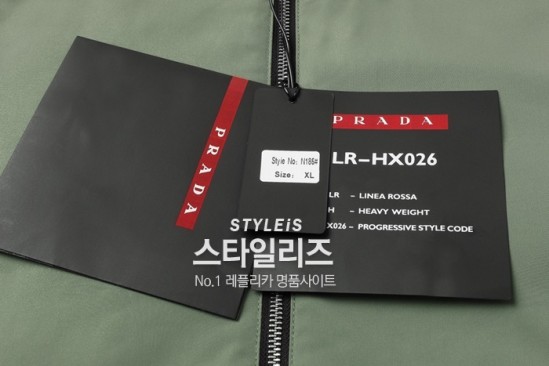 PRADA
Style No: N186#
Size: XL
PRADA
LR-HX026
LR - LINEA ROSSA
H - HEAVY WEIGHT
HX026 - PROGRESSIVE STYLE CODE
STYLEiS
스타일리즈
No.1 레플리카 명품사이트